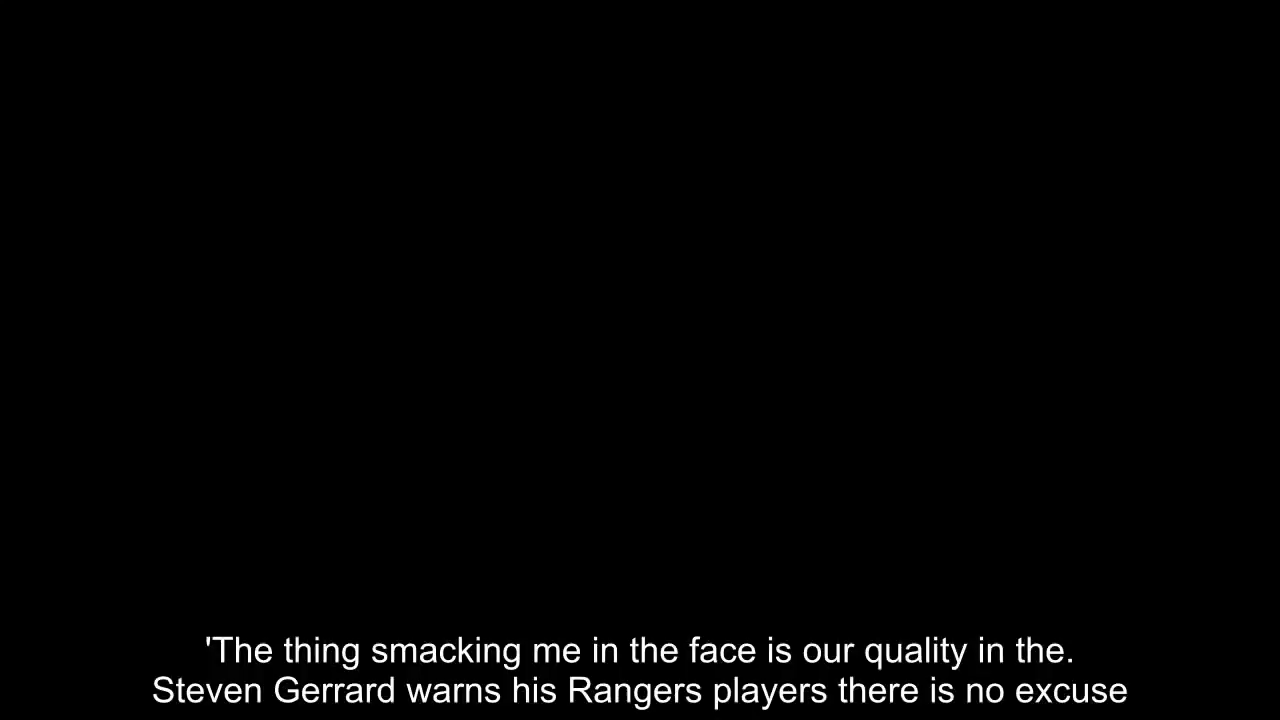 'The thing smacking me in the face is our quality in the.
Steven Gerrard warns his Rangers players there is no excuse